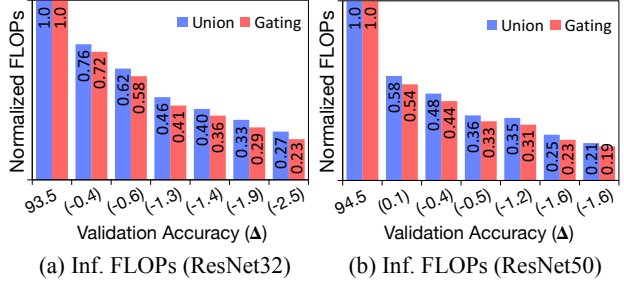 Normalized FLOPs
Union Gating
1.0 1.0 0.76 0.72 0.62 0.58 0.46 0.41 0.40 0.36 0.33 0.29 0.27 0.23
93.5 (-0.4) (-0.6) (-1.3) (-1.4) (-1.9) (-2.5)
Validation Accuracy (Δ)
(a) Inf. FLOPs (ResNet32)
Normalized FLOPs
Union Gating
1.0 1.0 0.58 0.54 0.48 0.44 0.36 0.33 0.35 0.31 0.25 0.23 0.21 0.19
94.5 (0.1) (-0.4) (-0.5) (-1.2) (-1.6) (-1.6)
Validation Accuracy (Δ)
(b) Inf. FLOPs (ResNet50)